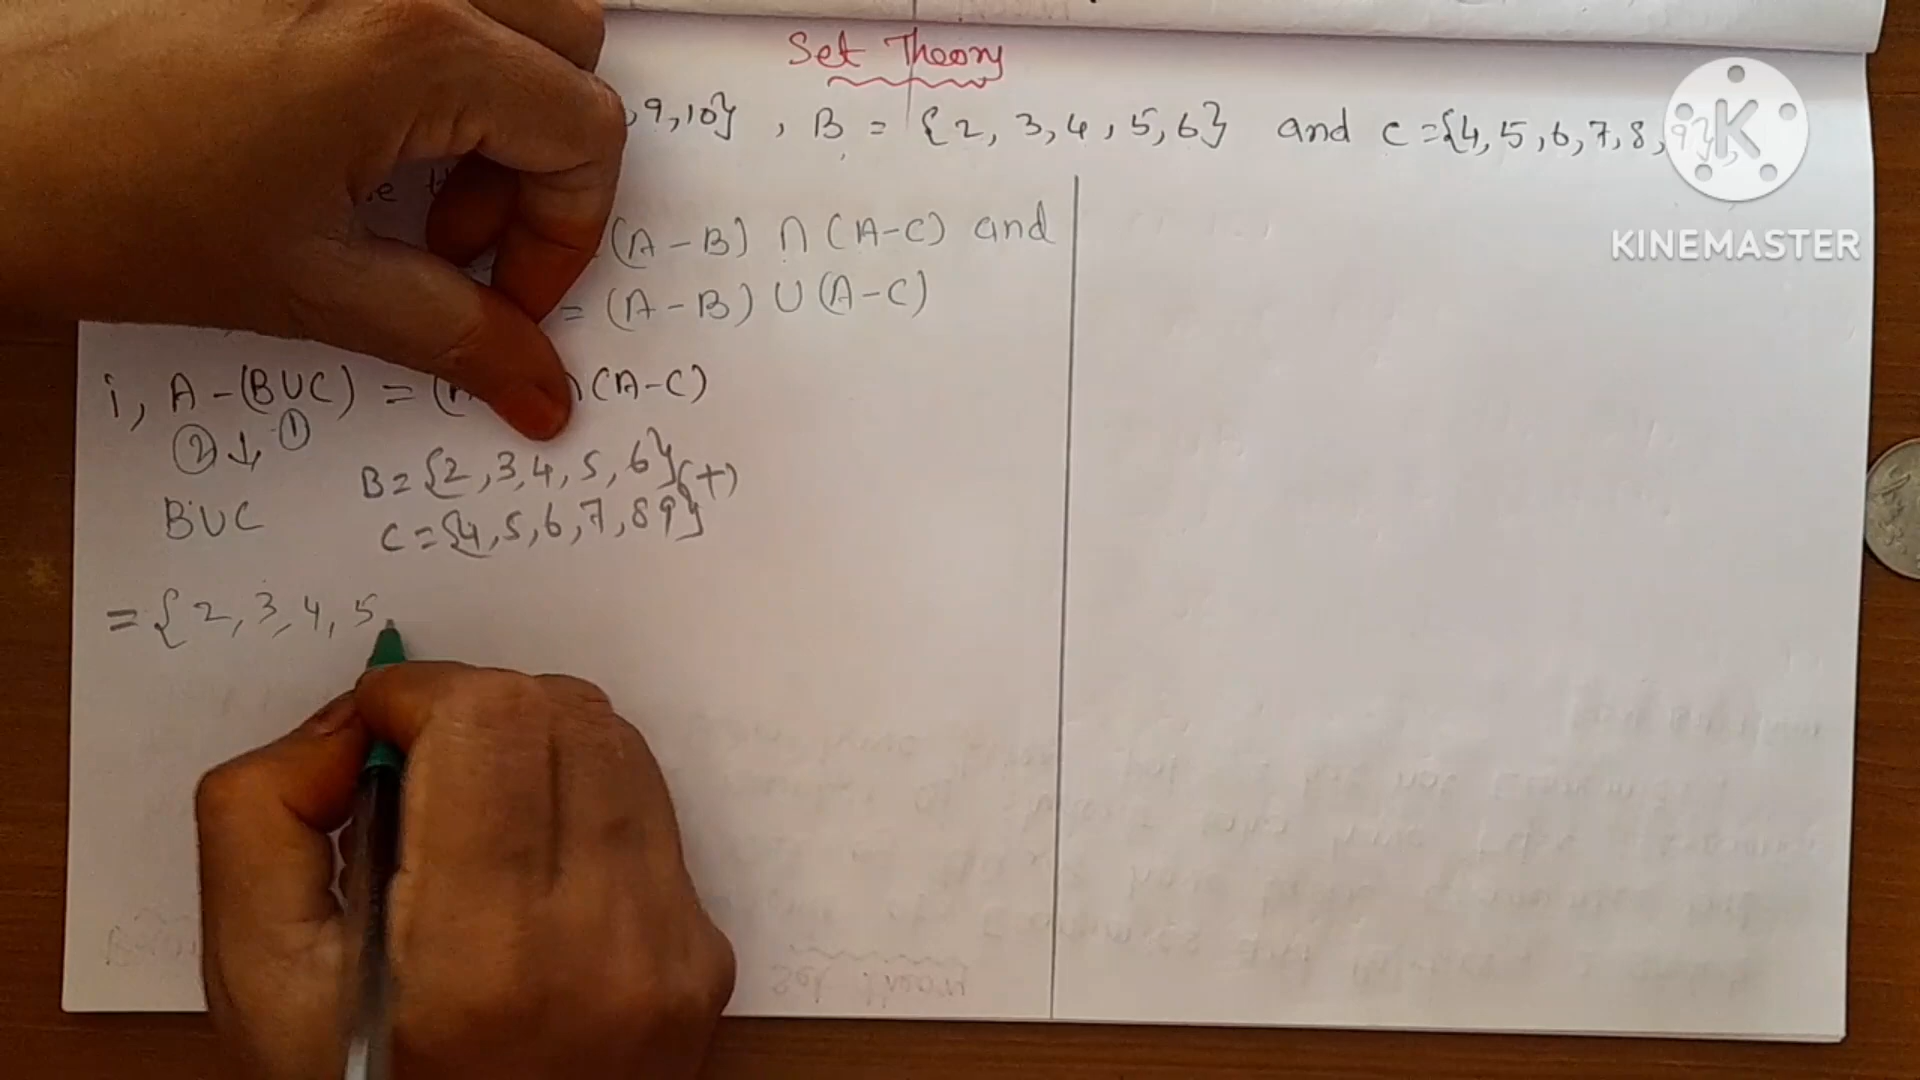 Set Theory
, 9, 10} , B = {2, 3, 4, 5, 6} and C = {4, 5, 6, 7, 8, 9},
(A - B) ∩ (A - C) and
= (A - B) ∪ (A - C)
i, A - (B ∪ C) = ( ∩ (A - C)
② ↓ ①
B = {2, 3, 4, 5, 6} (+)
B ∪ C
C = {4, 5, 6, 7, 8 9}
= {2, 3, 4, 5,
K
KINEMASTER